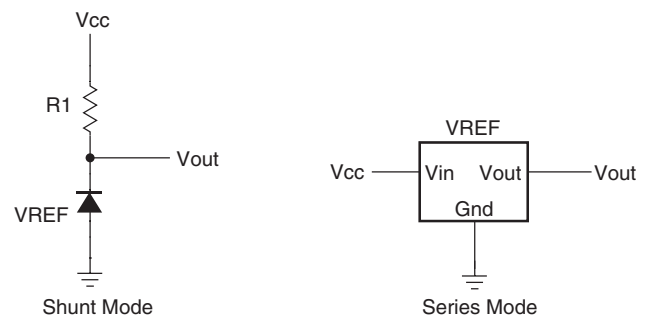 Vcc
R1
Vout
VREF
Shunt Mode
VREF
Vcc
Vin Vout
Vout
Gnd
Series Mode